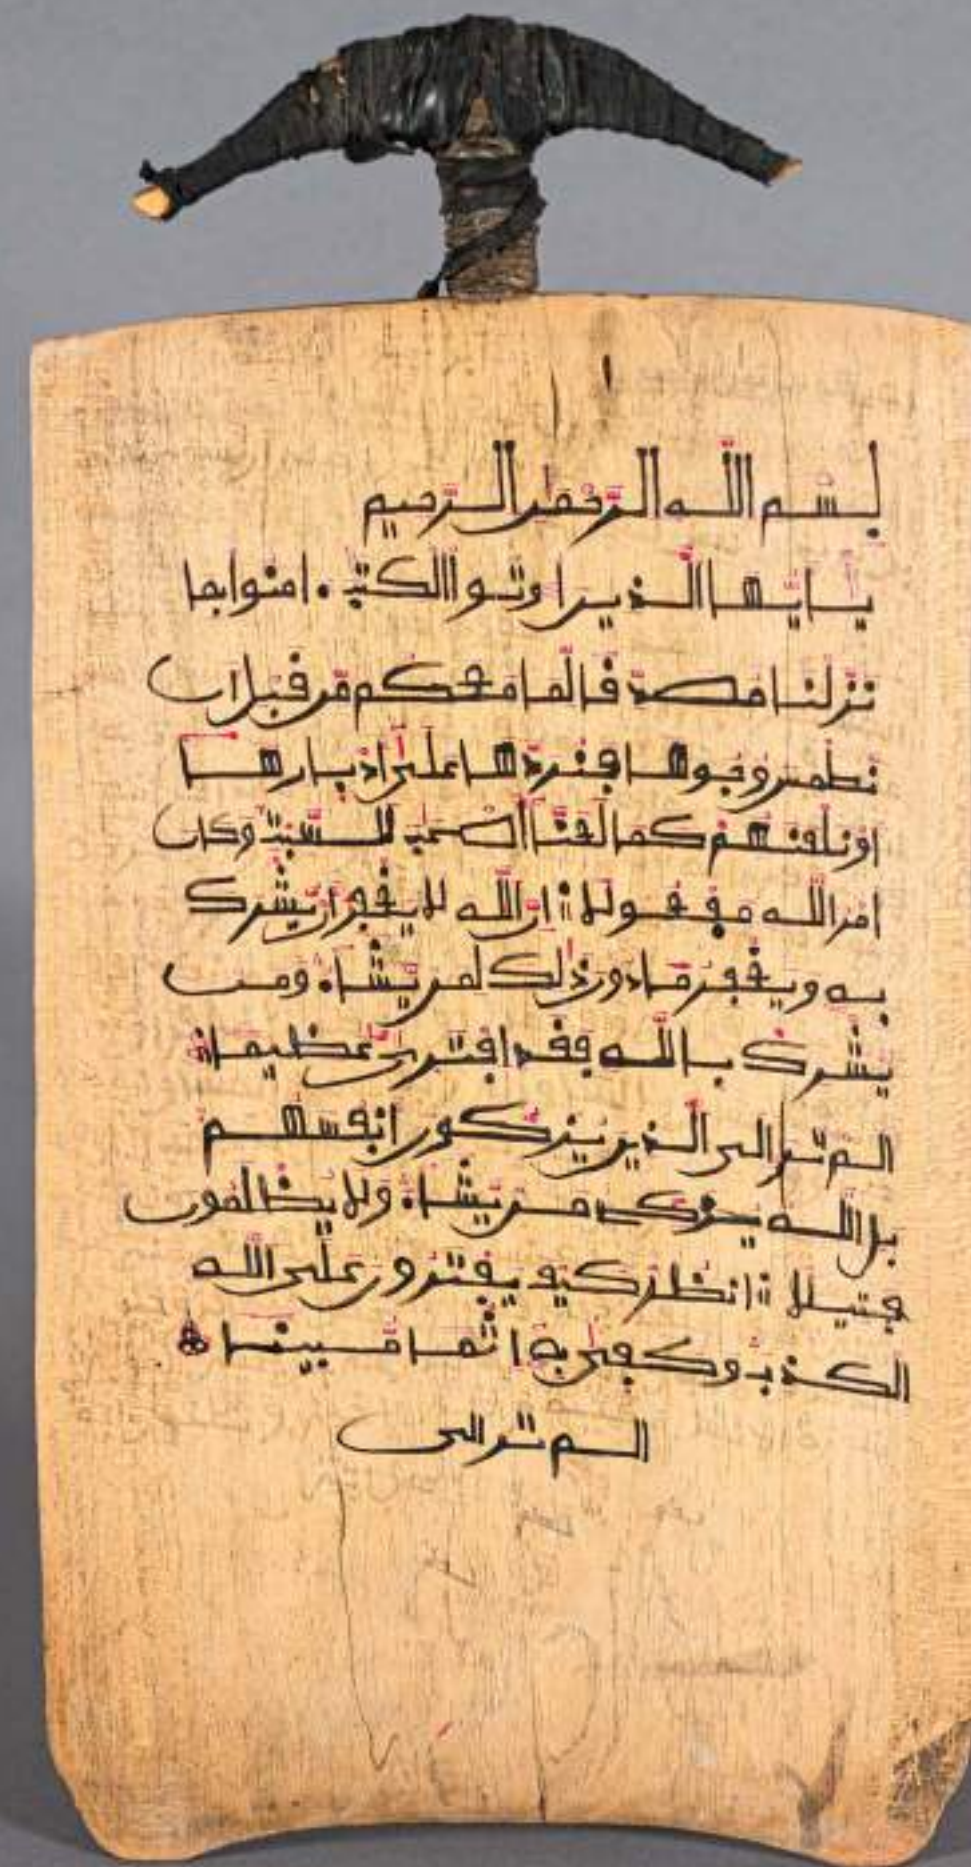 بسم الله الرحمن الرحيم
يايها الذين اوتوا الكتب امنوا بما
نزلنا مصدقا لما معكم من قبل ان
نطمس وجوها فنردها على ادبارها
او نلعنهم كما لعنا اصحب السبت وكان
امر الله مفعولا ان الله لا يغفر ان يشرك
به ويغفر ما دون ذلك لمن يشاء ومن
يشرك بالله فقد افترى عظيما
الم تر الى الذين يزكون انفسهم
بل الله يزكى من يشاء ولا يظلمون
فتيلا انظر كيف يفترون على الله
الكذب وكفى به اثما مبينا
الم تر الى